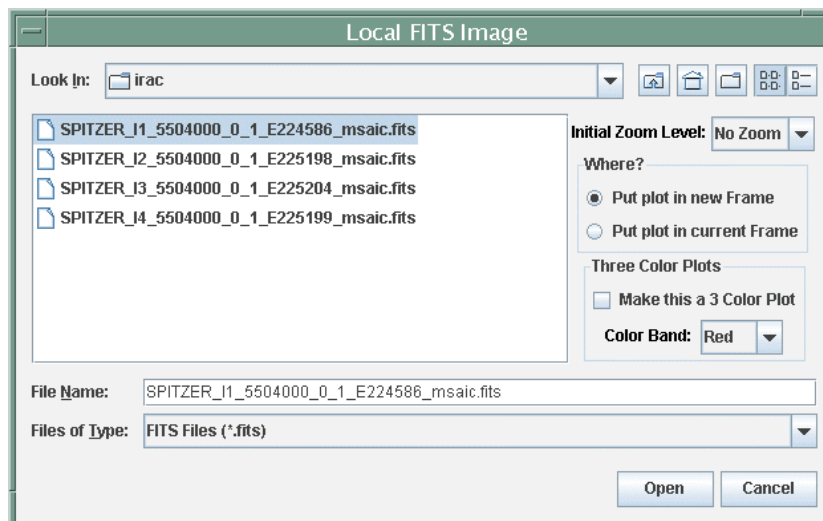 Local FITS Image
Look In: irac
SPITZER_I1_5504000_0_1_E224586_msaic.fits
SPITZER_I2_5504000_0_1_E225198_msaic.fits
SPITZER_I3_5504000_0_1_E225204_msaic.fits
SPITZER_I4_5504000_0_1_E225199_msaic.fits
Initial Zoom Level: No Zoom
Where?
Put plot in new Frame
Put plot in current Frame
Three Color Plots
Make this a 3 Color Plot
Color Band: Red
File Name: SPITZER_I1_5504000_0_1_E224586_msaic.fits
Files of Type: FITS Files (*.fits)
Open Cancel